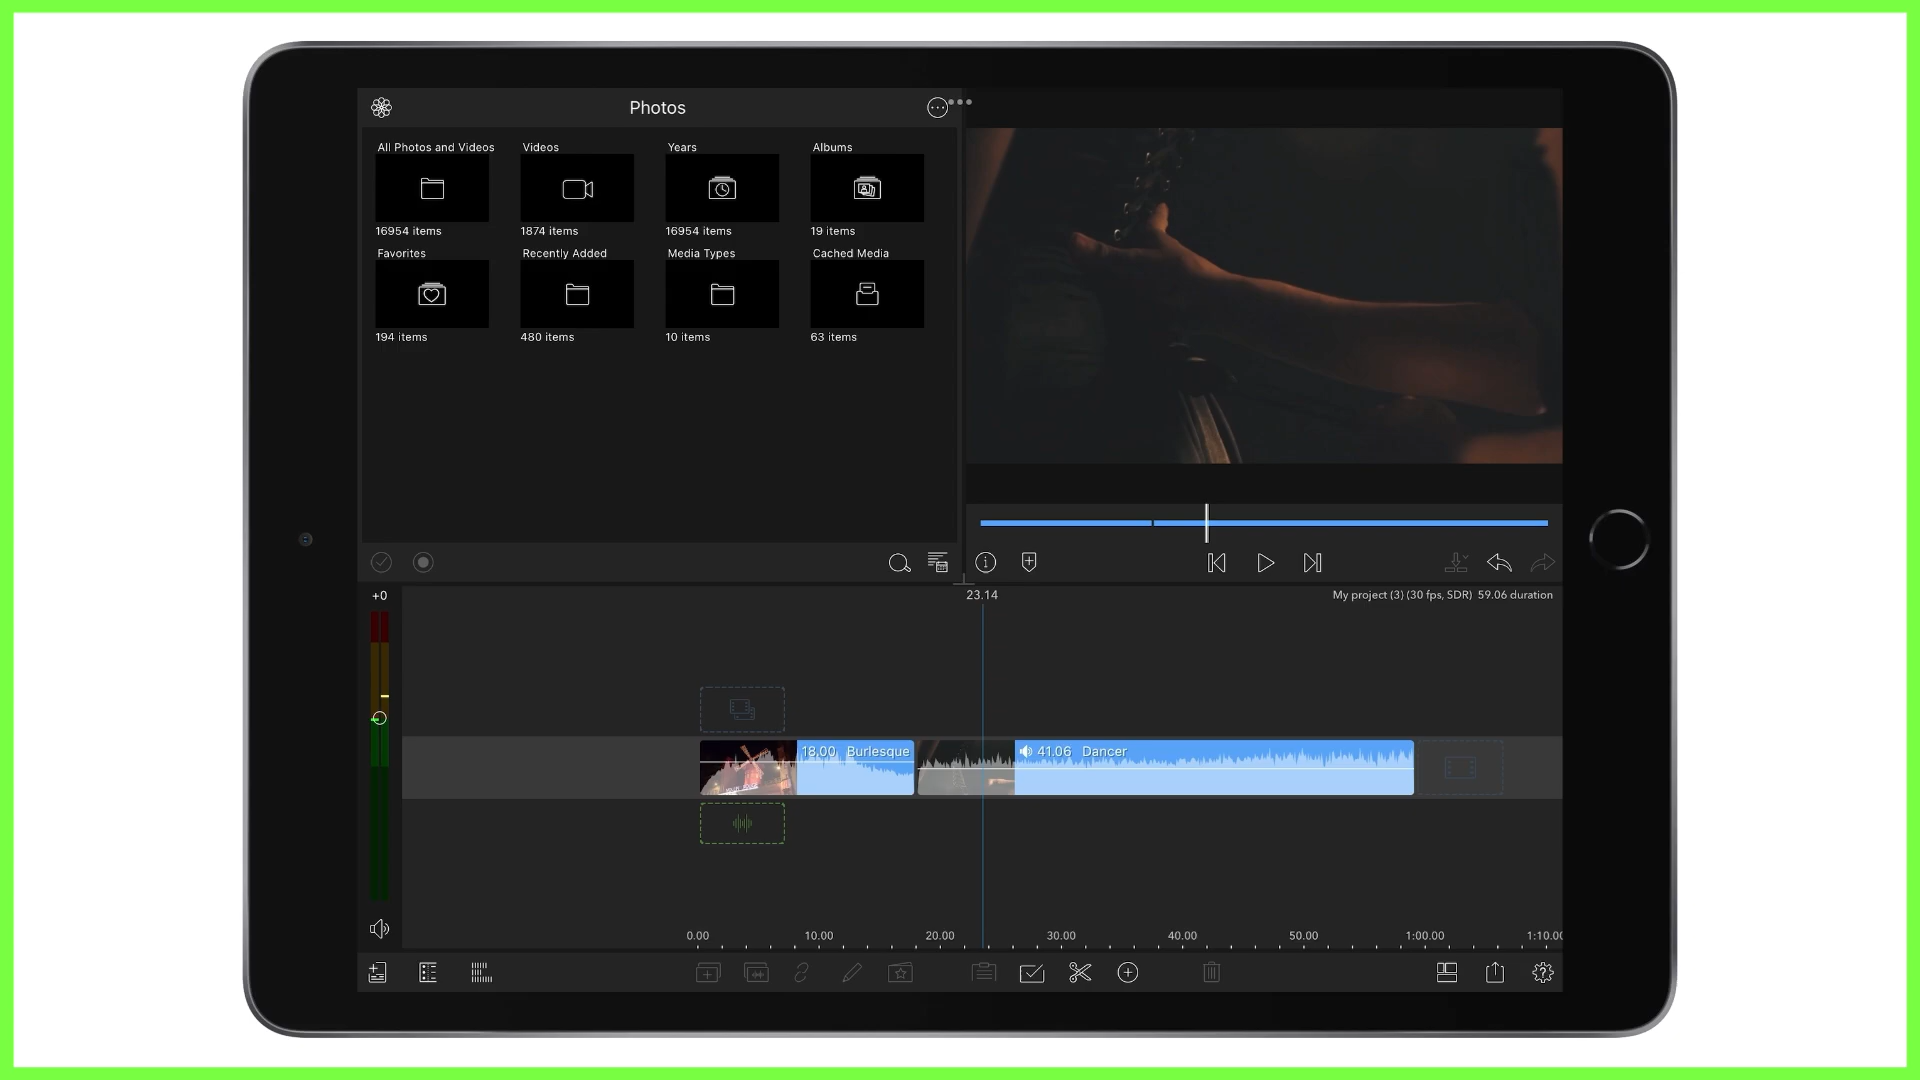 Photos
All Photos and Videos
Videos
Years
Albums
16954 items
1874 items
16954 items
19 items
Favorites
Recently Added
Media Types
Cached Media
194 items
480 items
10 items
63 items
+0
23.14
My project (3) (30 fps, SDR) 59.06 duration
18.00 Burlesque
41.06 Dancer
0.00
10.00
20.00
30.00
40.00
50.00
1:00.00
1:10.00